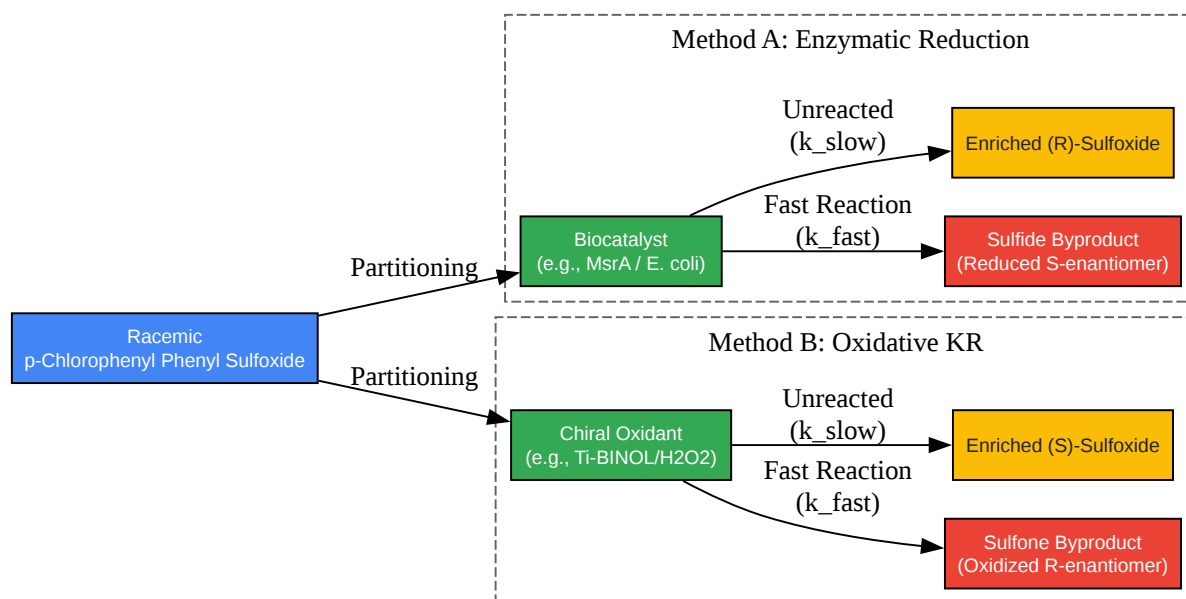 Method A: Enzymatic Reduction
Unreacted
(k_slow)
Enriched (R)-Sulfoxide
Fast Reaction
(k_fast)
Biocatalyst
(e.g., MsrA / E. coli)
Sulfide Byproduct
(Reduced S-enantiomer)
Partitioning
Racemic
p-Chlorophenyl Phenyl Sulfoxide
Partitioning
Method B: Oxidative KR
Unreacted
(k_slow)
Chiral Oxidant
(e.g., Ti-BINOL/H2O2)
Enriched (S)-Sulfoxide
Fast Reaction
(k_fast)
Sulfone Byproduct
(Oxidized R-enantiomer)